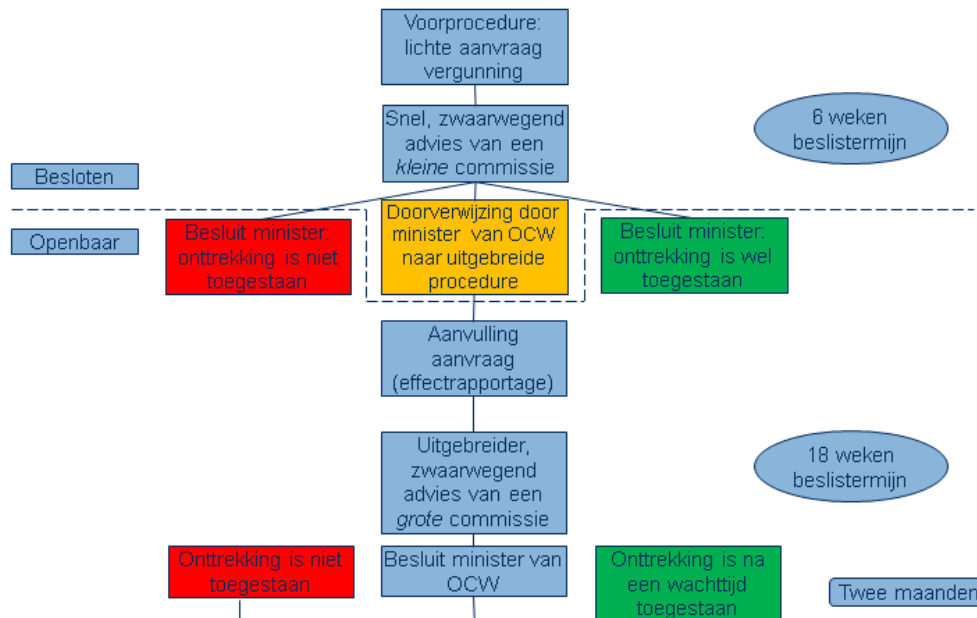 Voorprocedure:
lichte aanvraag
vergunning
Snel, zwaarwegend
advies van een
kleine commissie
6 weken
beslistermijn
Besloten
Openbaar
Besluit minister:
onttrekking is niet
toegestaan
Doorverwijzing door
minister van OCW
naar uitgebreide
procedure
Besluit minister:
onttrekking is wel
toegestaan
Aanvulling
aanvraag
(effectrapportage)
Uitgebreider,
zwaarwegend
advies van een
grote commissie
18 weken
beslistermijn
Onttrekking is niet
toegestaan
Besluit minister van
OCW
Onttrekking is na
een wachttijd
toegestaan
Twee maanden